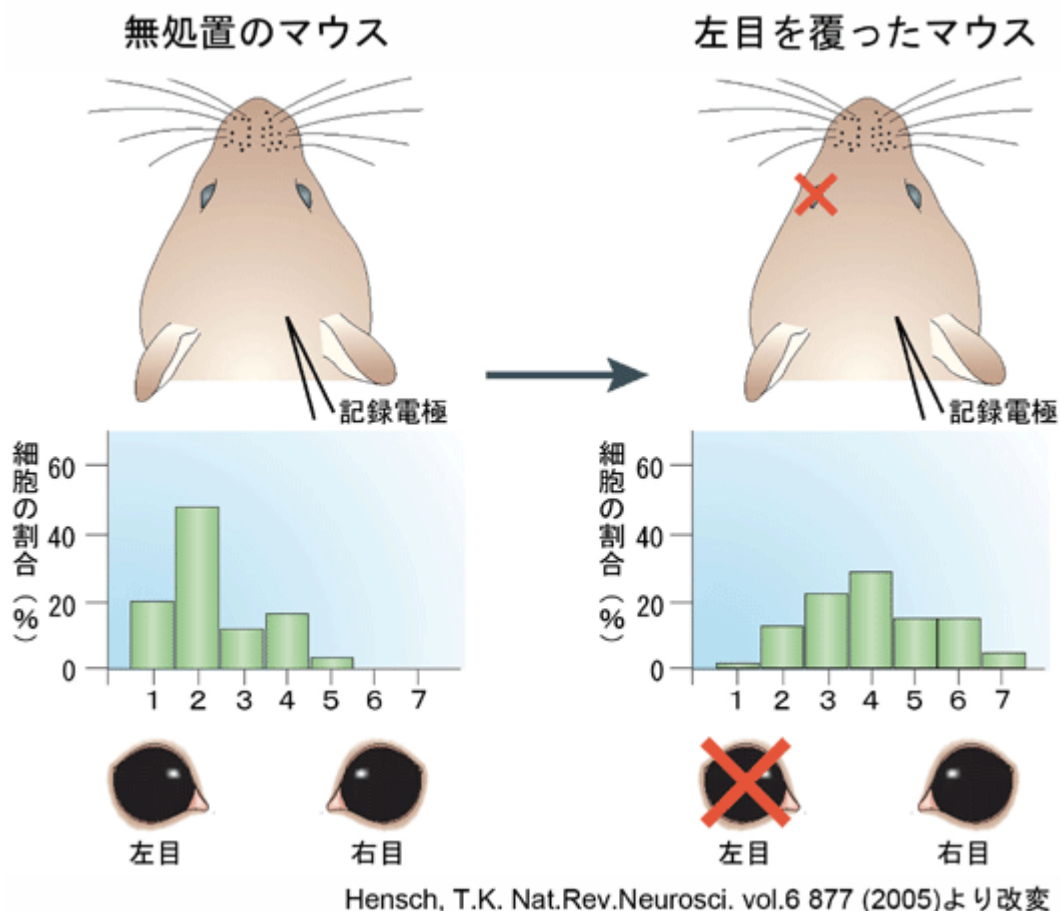 無処置のマウス
左目を覆ったマウス
記録電極
細胞の割合（%）
60
40
20
0
1 2 3 4 5 6 7
左目
右目
記録電極
細胞の割合（%）
60
40
20
0
1 2 3 4 5 6 7
左目
右目
Hensch, T.K. Nat.Rev.Neurosci. vol.6 877 (2005)より改変